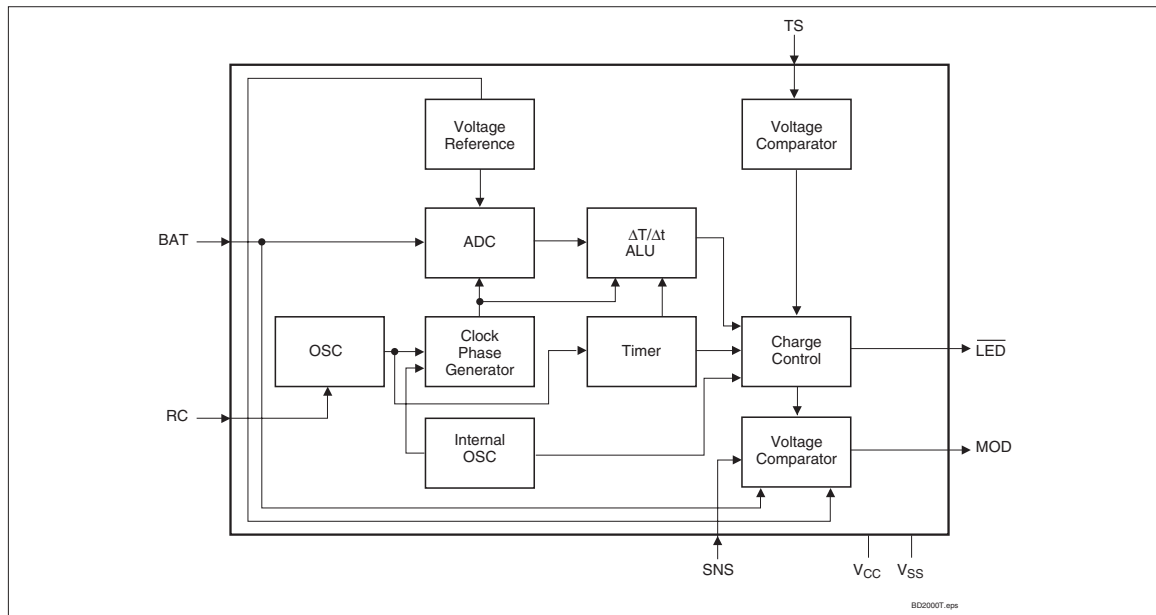 TS
Voltage
Reference
Voltage
Comparator
BAT
ADC
ΔT/Δt
ALU
OSC
Clock
Phase
Generator
Timer
Charge
Control
L̅E̅D̅
RC
Internal
OSC
Voltage
Comparator
MOD
SNS
VCC
VSS
BD2000T.eps